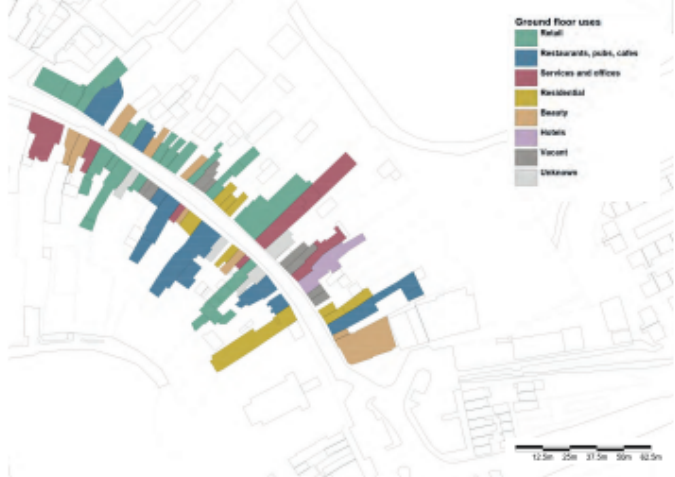 Ground floor uses
Retail
Restaurants, pubs, cafes
Services and offices
Residential
Beauty
Hotels
Vacant
Unknown
12.5m 25m 37.5m 50m 62.5m